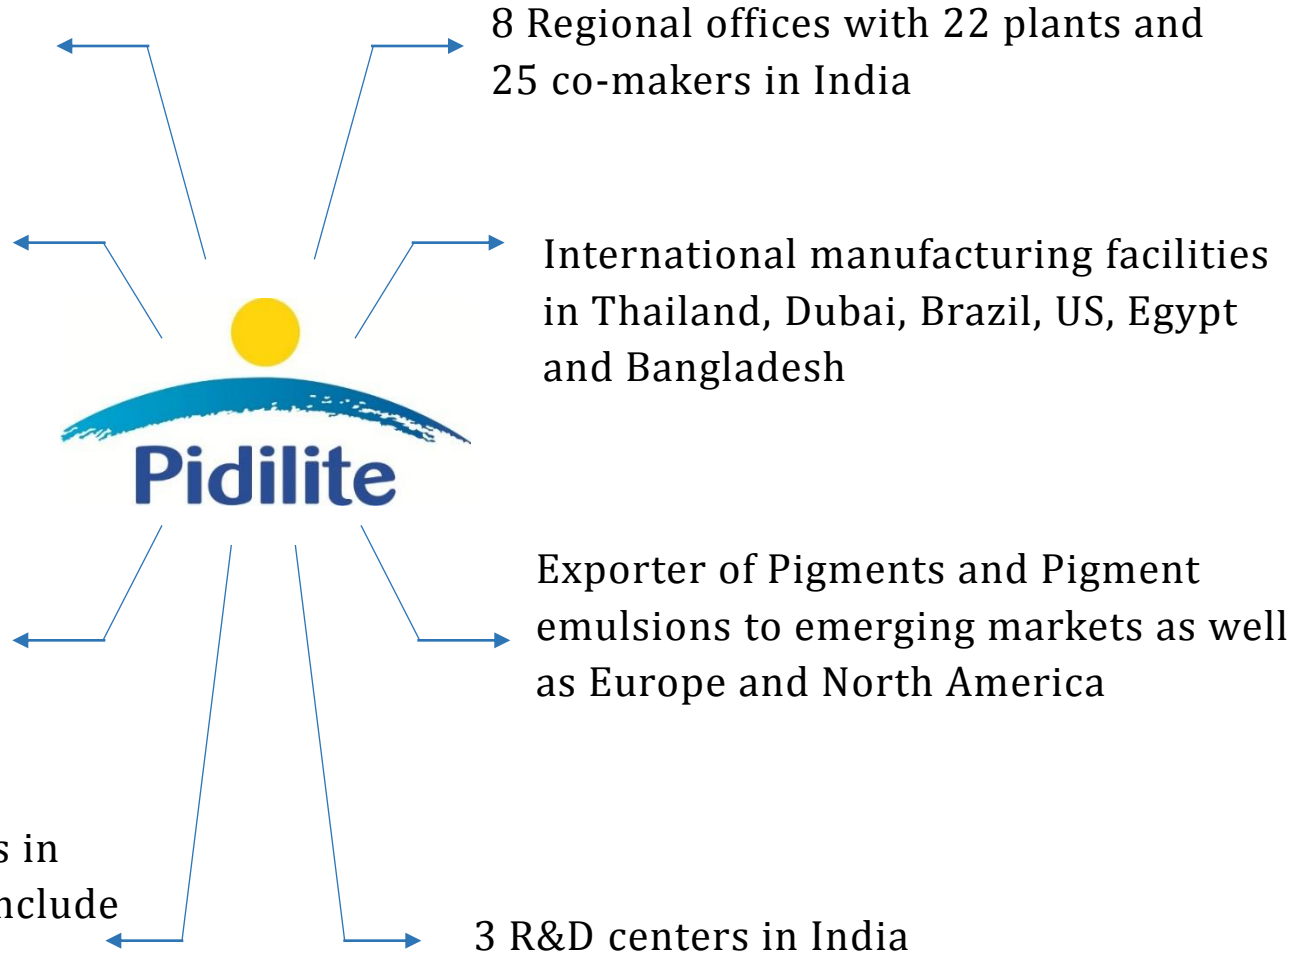 8 Regional offices with 22 plants and
25 co-makers in India
International manufacturing facilities
in Thailand, Dubai, Brazil, US, Egypt
and Bangladesh
Pidilite
Exporter of Pigments and Pigment
emulsions to emerging markets as well
as Europe and North America
in
3 R&D centers in India